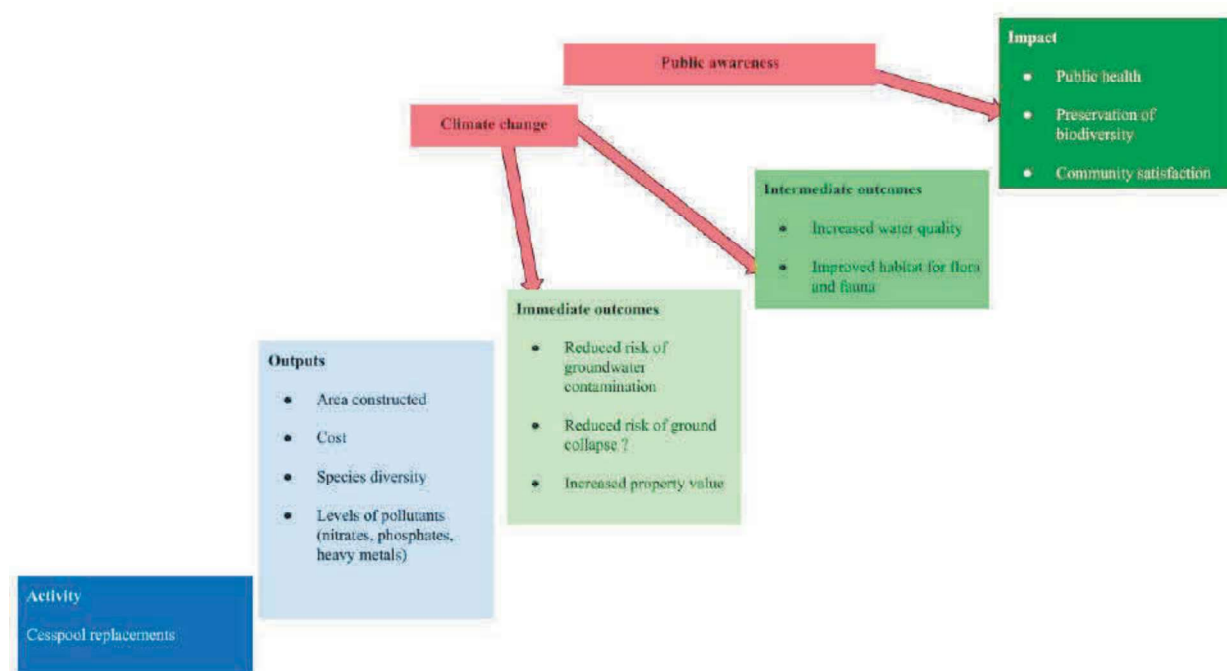 Impact
Public awareness
• Public health
• Preservation of
biodiversity
Climate change
• Community satisfaction
Intermediate outcomes
• Increased water quality
• Improved habitat for flora
and fauna
Immediate outcomes
• Reduced risk of
groundwater
contamination
• Reduced risk of ground
collapse ?
• Increased property value
Outputs
• Area constructed
• Cost
• Species diversity
• Levels of pollutants
(nitrates, phosphates,
heavy metals)
Activity
Cesspool replacements